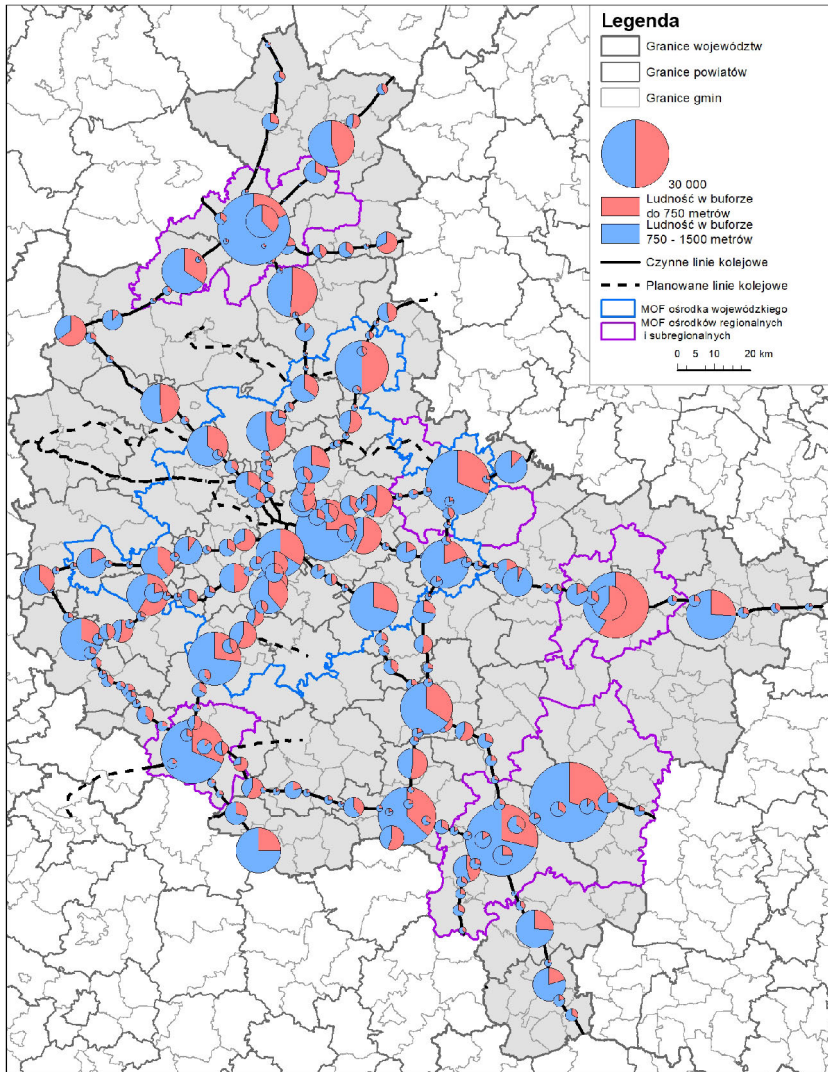 Legenda
Granice województw
Granice powiatów
Granice gmin
30 000
Ludność w buforze
do 750 metrów
Ludność w buforze
750 - 1500 metrów
Czynne linie kolejowe
Planowane linie kolejowe
MOF ośrodka wojewódzkiego
MOF ośrodków regionalnych
i subregionalnych
0 5 10 20 km